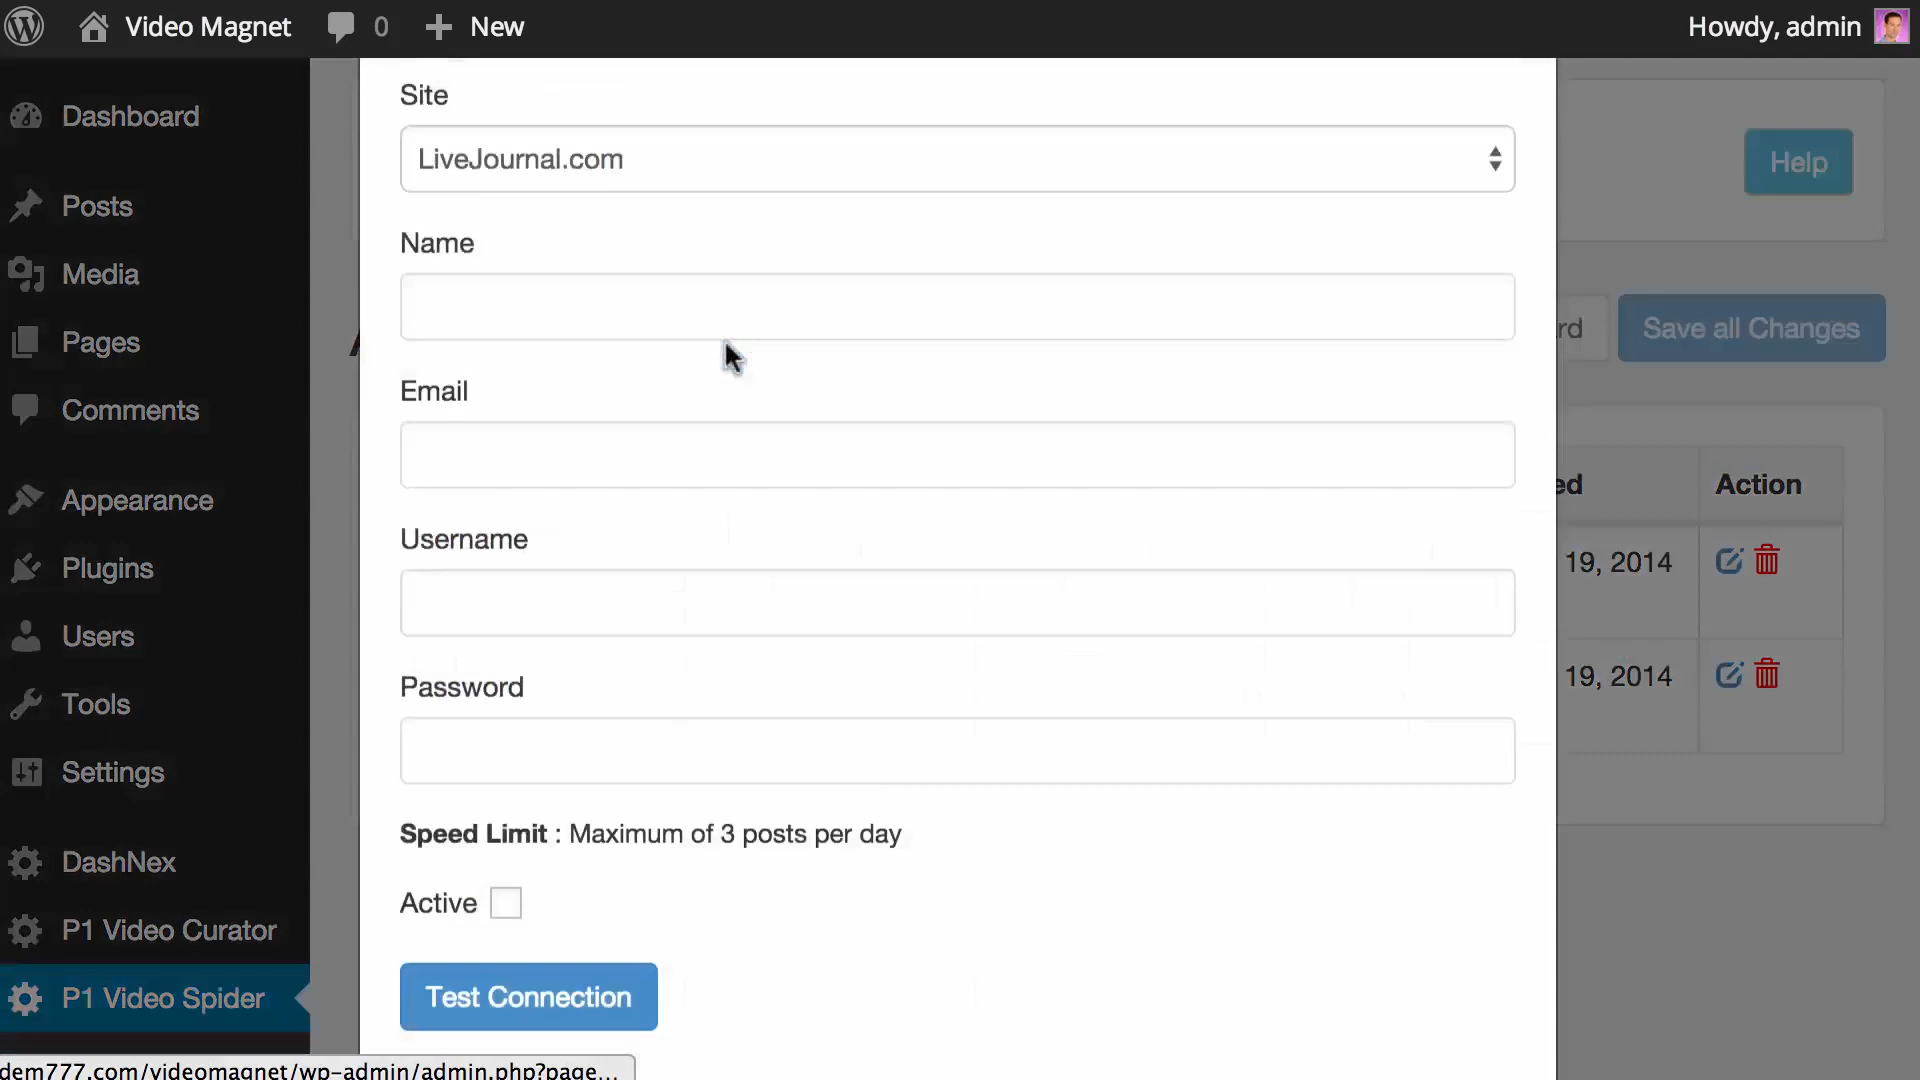 Video Magnet 0 New Howdy, admin
Dashboard
Posts
Media
Pages
Comments
Appearance
Plugins
Users
Tools
Settings
DashNex
P1 Video Curator
P1 Video Spider
Site
LiveJournal.com
Name
Email
Username
Password
Speed Limit : Maximum of 3 posts per day
Active
Test Connection
Help
rd Save all Changes
ed Action
19, 2014
19, 2014
dem777.com/videomagnet/wp-admin/admin.php?page...